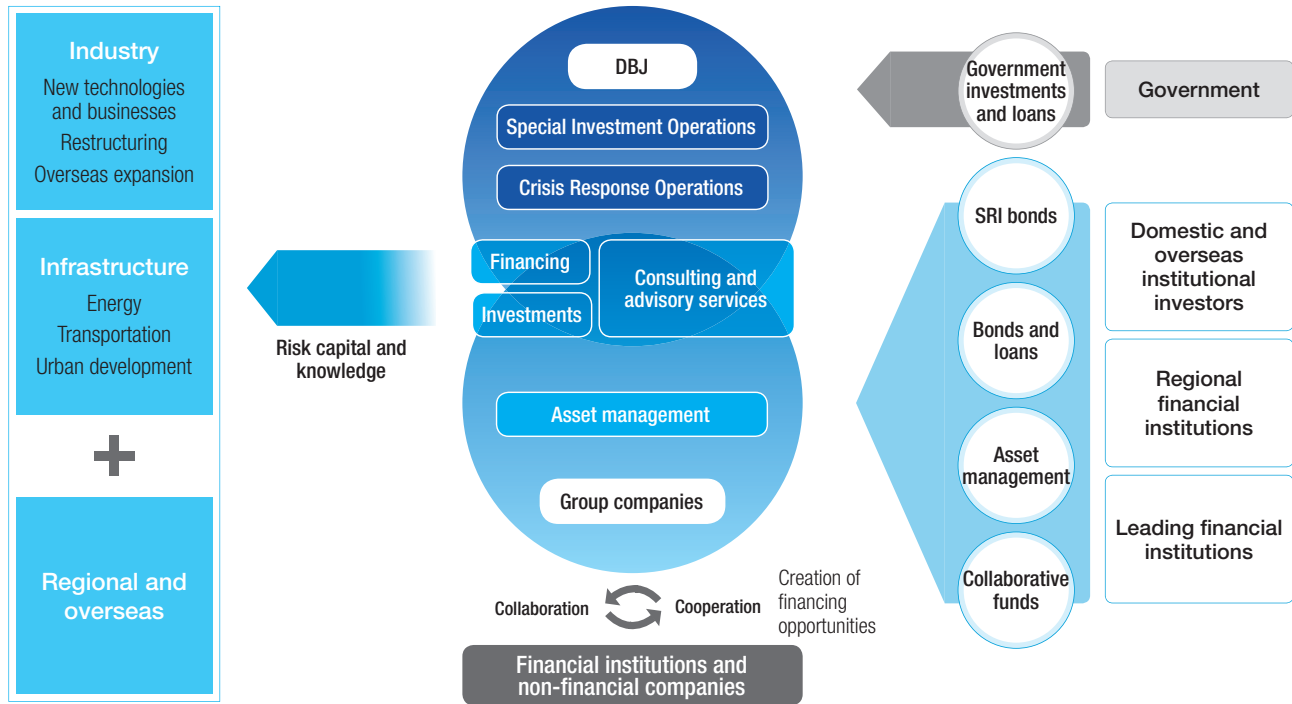 Industry
New technologies
and businesses
Restructuring
Overseas expansion
Infrastructure
Energy
Transportation
Urban development
Regional and
overseas
Risk capital and
knowledge
DBJ
Special Investment Operations
Crisis Response Operations
Financing
Investments
Consulting and
advisory services
Asset management
Group companies
Collaboration
Cooperation
Creation of
financing
opportunities
Financial institutions and
non-financial companies
Government
investments
and loans
SRI bonds
Bonds and
loans
Asset
management
Collaborative
funds
Government
Domestic and
overseas
institutional
investors
Regional
financial
institutions
Leading financial
institutions